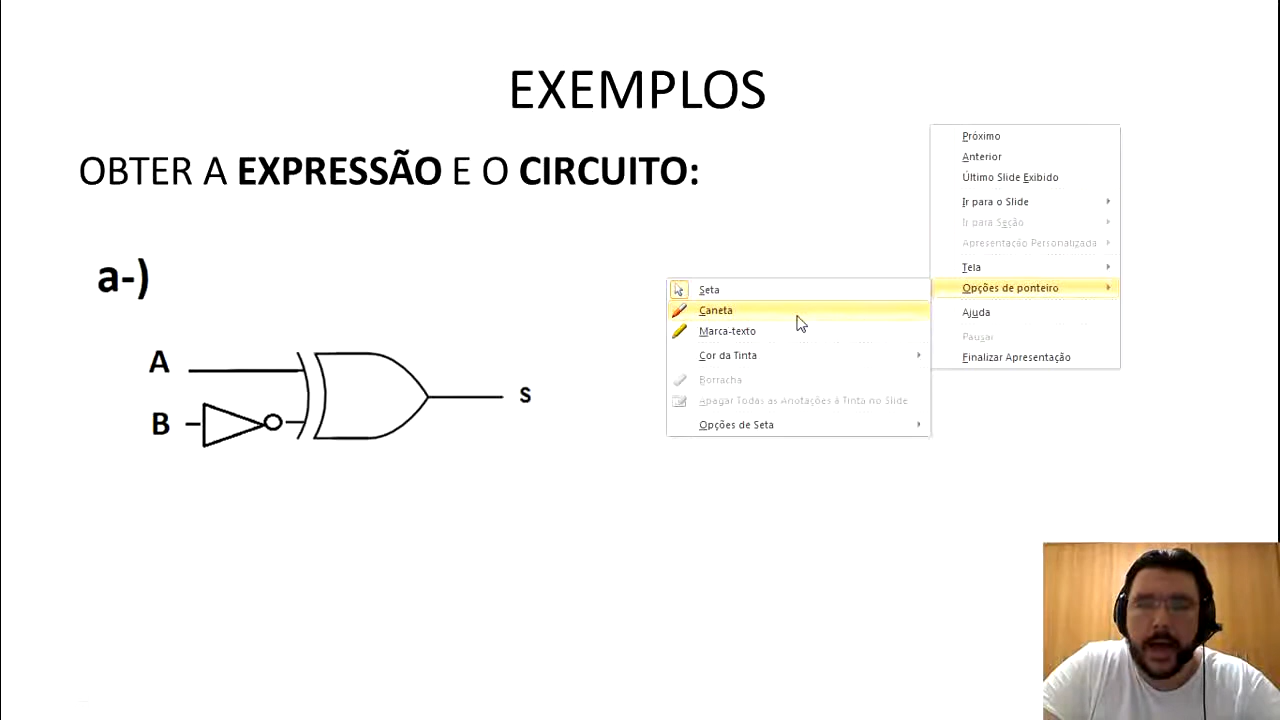 EXEMPLOS
OBTER A EXPRESSÃO E O CIRCUITO:
a-)
A
B
S
Próximo
Anterior
Último Slide Exibido
Ir para o Slide
Ir para Seção
Apresentação Personalizada
Tela
Opções de ponteiro
Ajuda
Pausar
Finalizar Apresentação
Seta
Caneta
Marca-texto
Cor da Tinta
Borracha
Apagar Todas as Anotações à Tinta no Slide
Opções de Seta